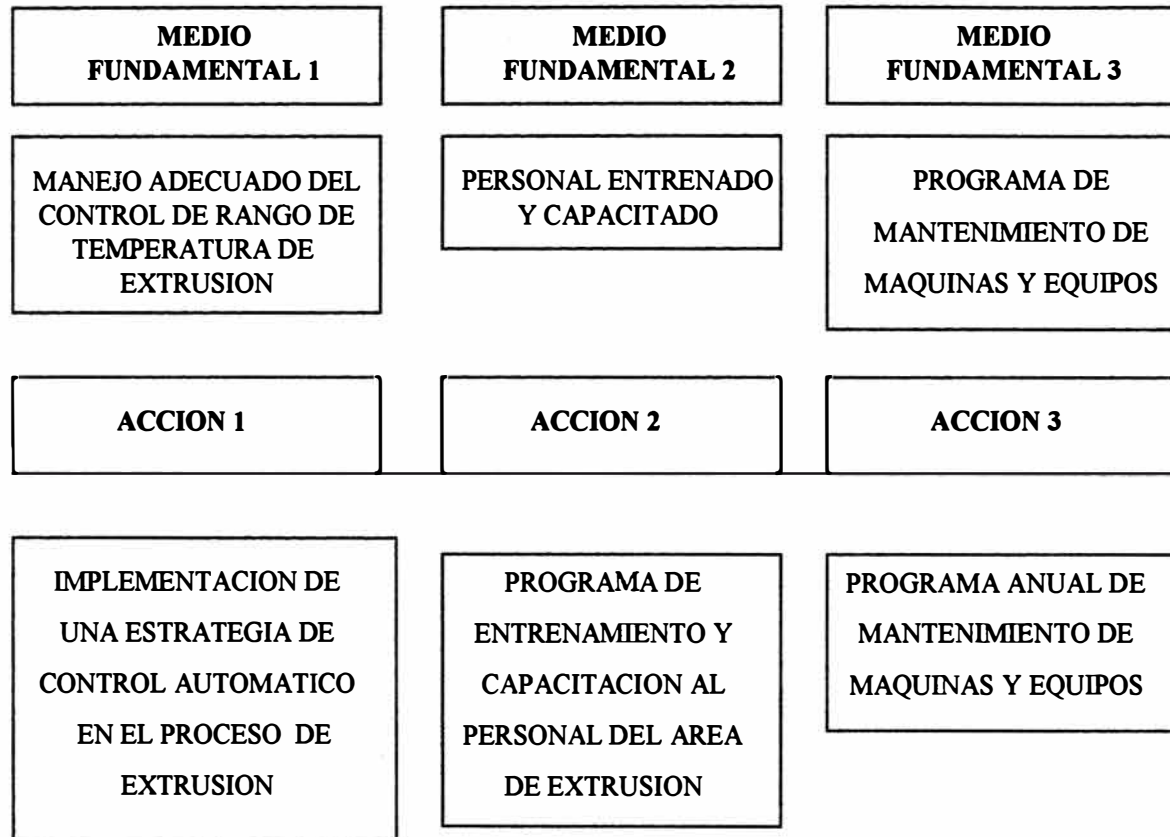 MEDIO
FUNDAMENTAL 1
MEDIO
FUNDAMENTAL 2
MEDIO
FUNDAMENTAL 3
MANEJO ADECUADO DEL
CONTROL DE RANGO DE
TEMPERATURA DE
EXTRUSION
PERSONAL ENTRENADO
Y CAPACITADO
PROGRAMA DE
MANTENIMIENTO DE
MAQUINAS Y EQUIPOS
ACCION 1
ACCION 2
ACCION 3
IMPLEMENTACION DE
UNA ESTRATEGIA DE
CONTROL AUTOMATICO
EN EL PROCESO DE
EXTRUSION
PROGRAMA DE
ENTRENAMIENTO Y
CAPACITACION AL
PERSONAL DEL AREA
DE EXTRUSION
PROGRAMA ANUAL DE
MANTENIMIENTO DE
MAQUINAS Y EQUIPOS